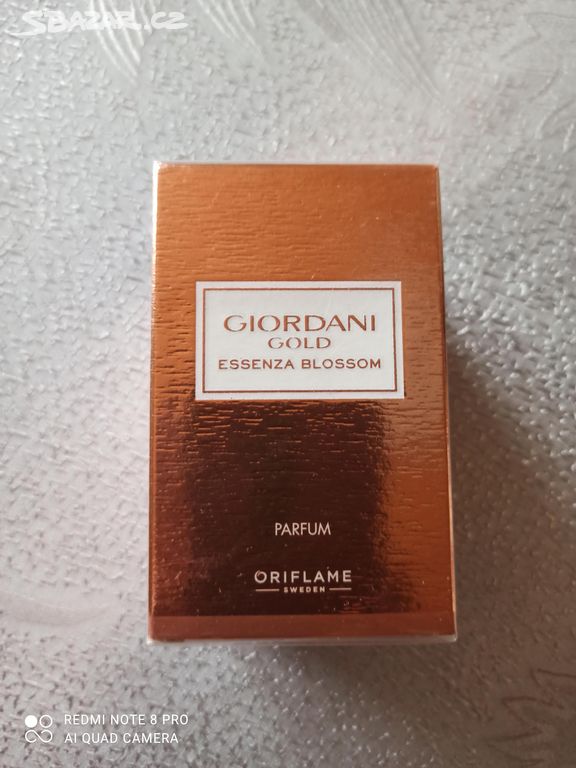 SBAZAR.CZ
GIORDANI
GOLD
ESSENZA BLOSSOM
PARFUM
ORIFLAME
SWEDEN
REDMI NOTE 8 PRO
AI QUAD CAMERA